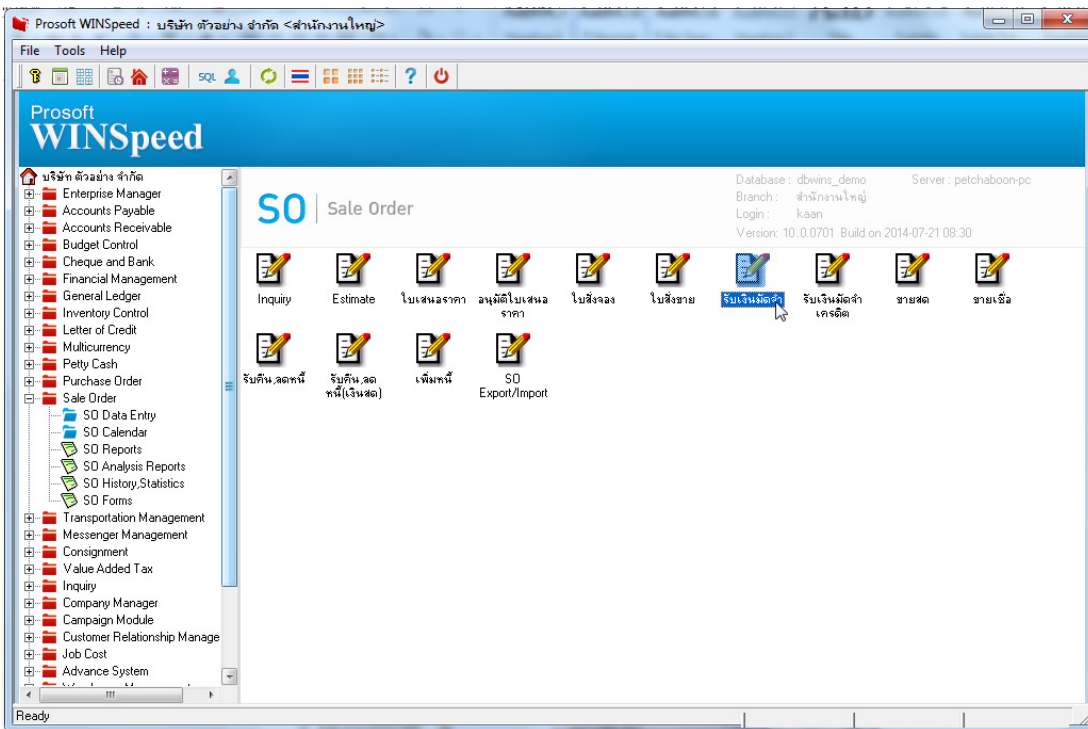 Prosoft WINSpeed : บริษัท ตัวอย่าง จำกัด <สำนักงานใหญ่>
File Tools Help
SQL
Prosoft
WINSpeed
บริษัท ตัวอย่าง จำกัด
Enterprise Manager
Accounts Payable
Accounts Receivable
Budget Control
Cheque and Bank
Financial Management
General Ledger
Inventory Control
Letter of Credit
Multicurrency
Petty Cash
Purchase Order
Sale Order
SO Data Entry
SO Calendar
SO Reports
SO Analysis Reports
SO History,Statistics
SO Forms
Transportation Management
Messenger Management
Consignment
Value Added Tax
Inquiry
Company Manager
Campaign Module
Customer Relationship Manage
Job Cost
Advance System
SO Sale Order
Database : dbwins_demo Server : petchaboon-pc
Branch : สำนักงานใหญ่
Login : kaan
Version: 10.0.0701 Build on 2014-07-21 08:30
Inquiry Estimate ใบเสนอราคา อนุมัติใบเสนอ ใบสั่งจอง ใบสั่งขาย รับเงินมัดจำ รับเงินมัดจำ ขายสด ขายเชื่อ
ราคา เครดิต
รับคืน,ลดหนี้ รับคืน,ลด เพิ่มหนี้ SO
หนี้(เงินสด) Export/Import
Ready